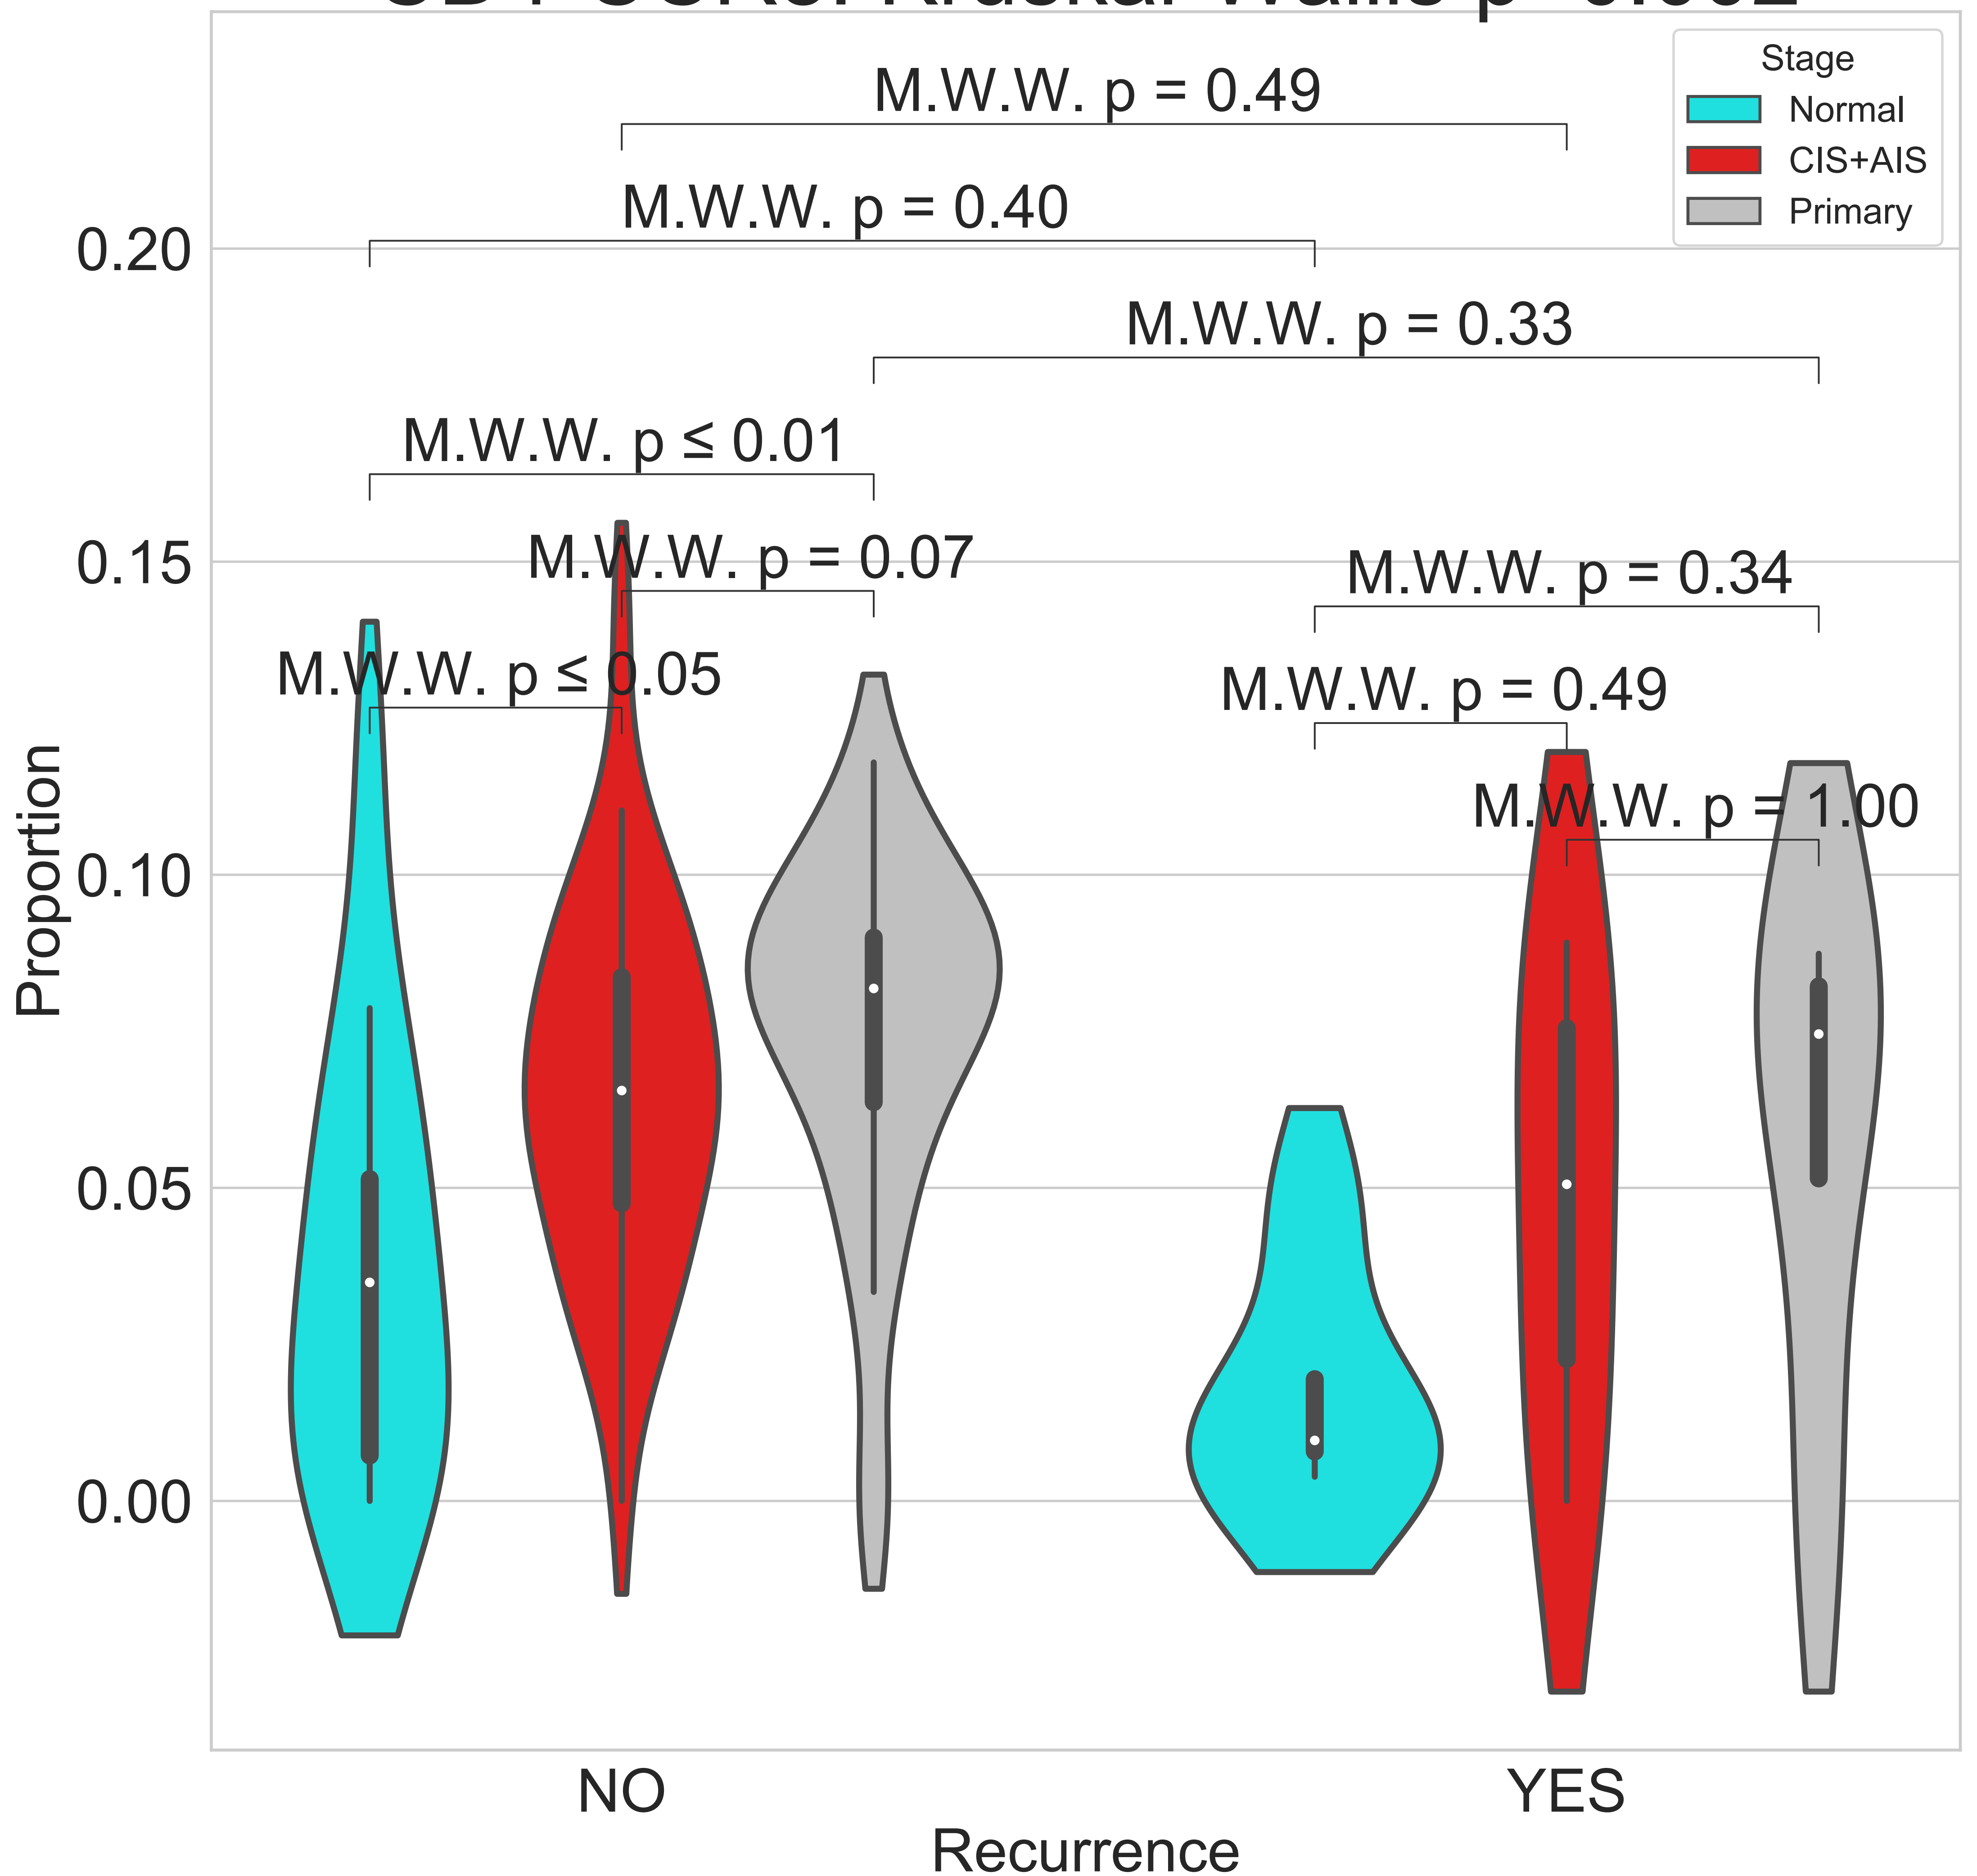 Stage
Normal
CIS+AIS
Primary
M.W.W. p = 0.49
M.W.W. p = 0.40
M.W.W. p = 0.33
M.W.W. p ≤ 0.01
M.W.W. p = 0.07
M.W.W. p = 0.34
M.W.W. p ≤ 0.05
M.W.W. p = 0.49
M.W.W. p = 1.00
0.20
0.15
0.10
0.05
0.00
Proportion
NO
YES
Recurrence